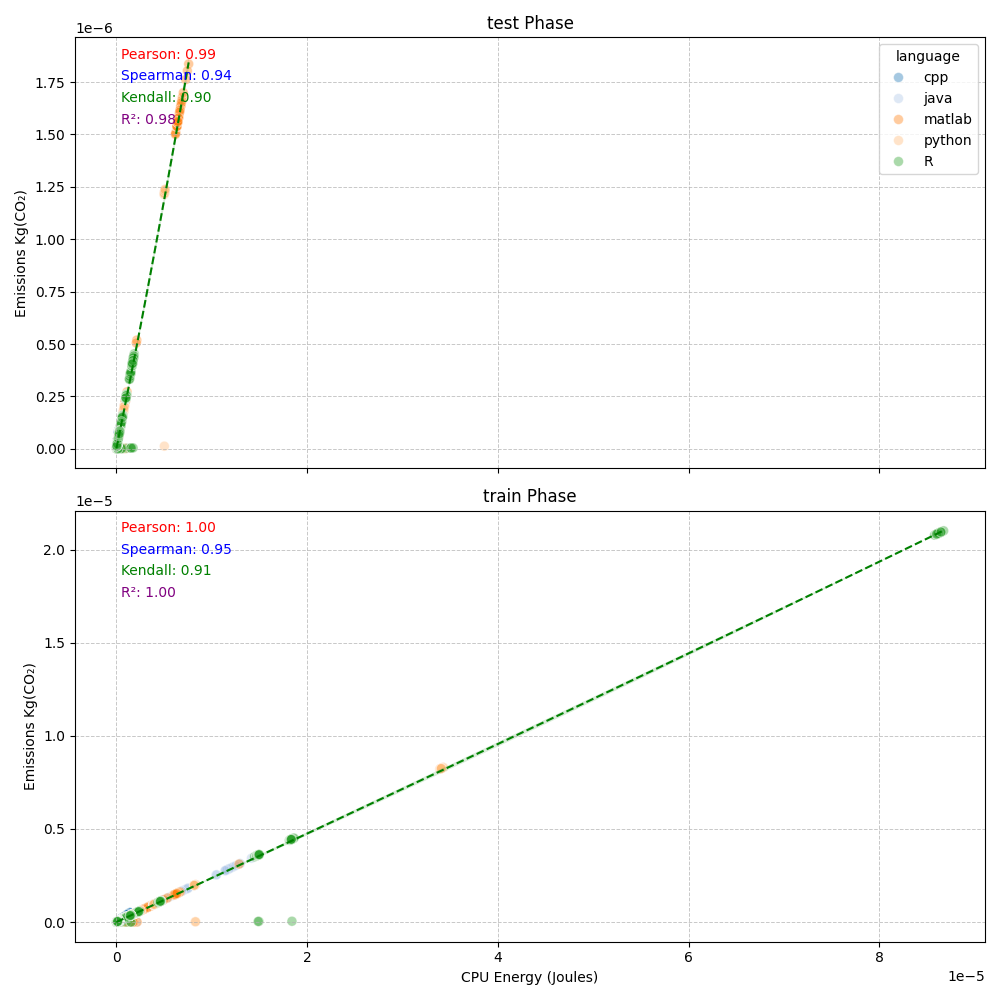 test Phase
1e−6
Pearson: 0.99
Spearman: 0.94
Kendall: 0.90
R²: 0.98
language
cpp
java
matlab
python
R
1.75
1.50
1.25
1.00
0.75
0.50
0.25
0.00
Emissions Kg(CO₂)
train Phase
1e−5
Pearson: 1.00
Spearman: 0.95
Kendall: 0.91
R²: 1.00
2.0
1.5
1.0
0.5
0.0
Emissions Kg(CO₂)
0 2 4 6 8
CPU Energy (Joules)
1e−5